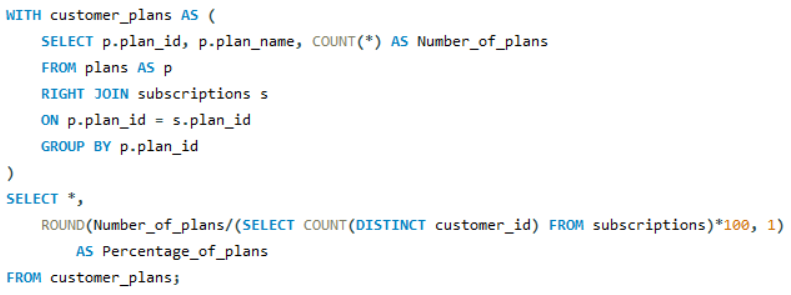 WITH customer_plans AS (
    SELECT p.plan_id, p.plan_name, COUNT(*) AS Number_of_plans
    FROM plans AS p
    RIGHT JOIN subscriptions s
    ON p.plan_id = s.plan_id
    GROUP BY p.plan_id
)
SELECT *,
    ROUND(Number_of_plans/(SELECT COUNT(DISTINCT customer_id) FROM subscriptions)*100, 1)
        AS Percentage_of_plans
FROM customer_plans;